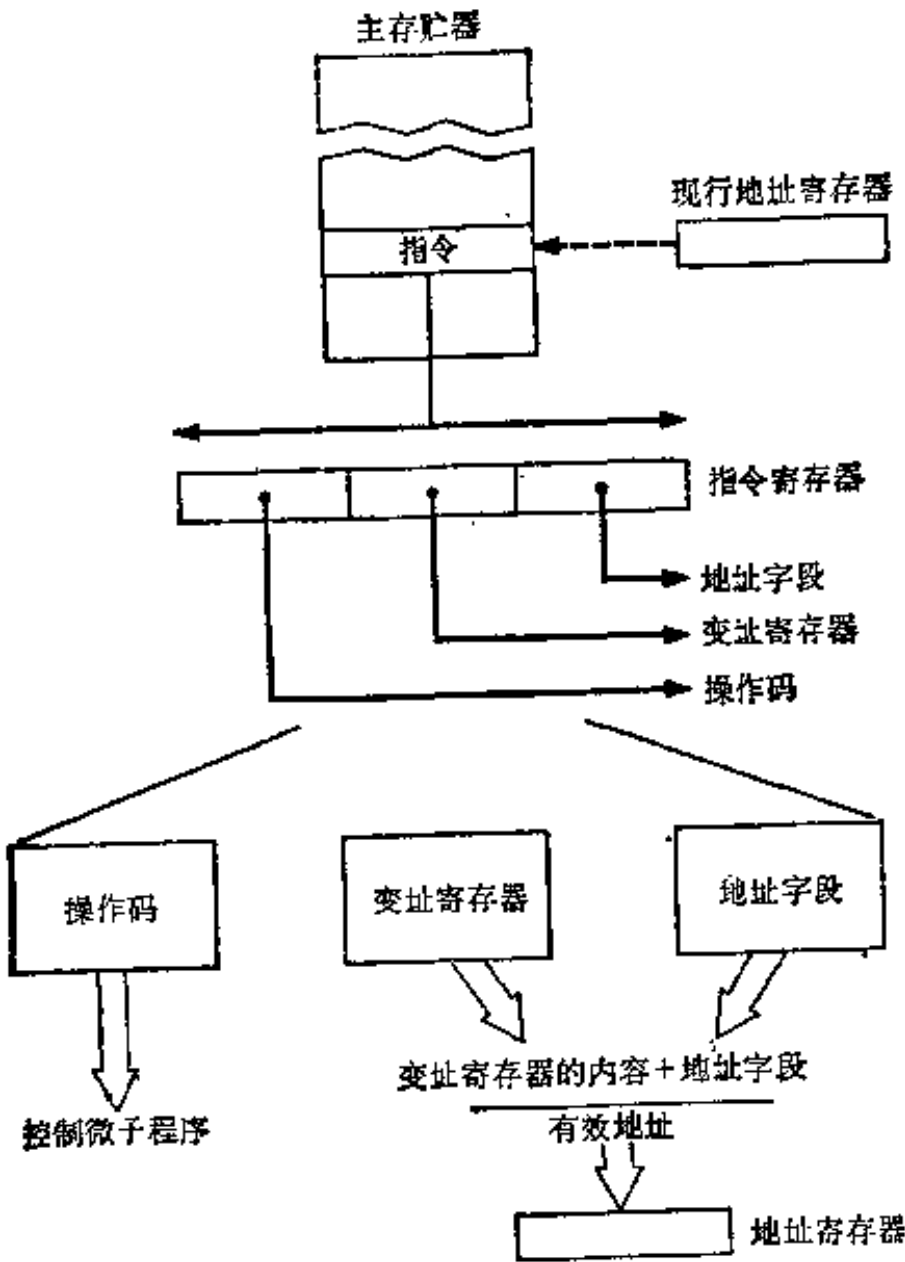 主存贮器
现行地址寄存器
指令
指令寄存器
地址字段
变址寄存器
操作码
操作码
变址寄存器
地址字段
变址寄存器的内容+地址字段
控制微子程序
有效地址
地址寄存器